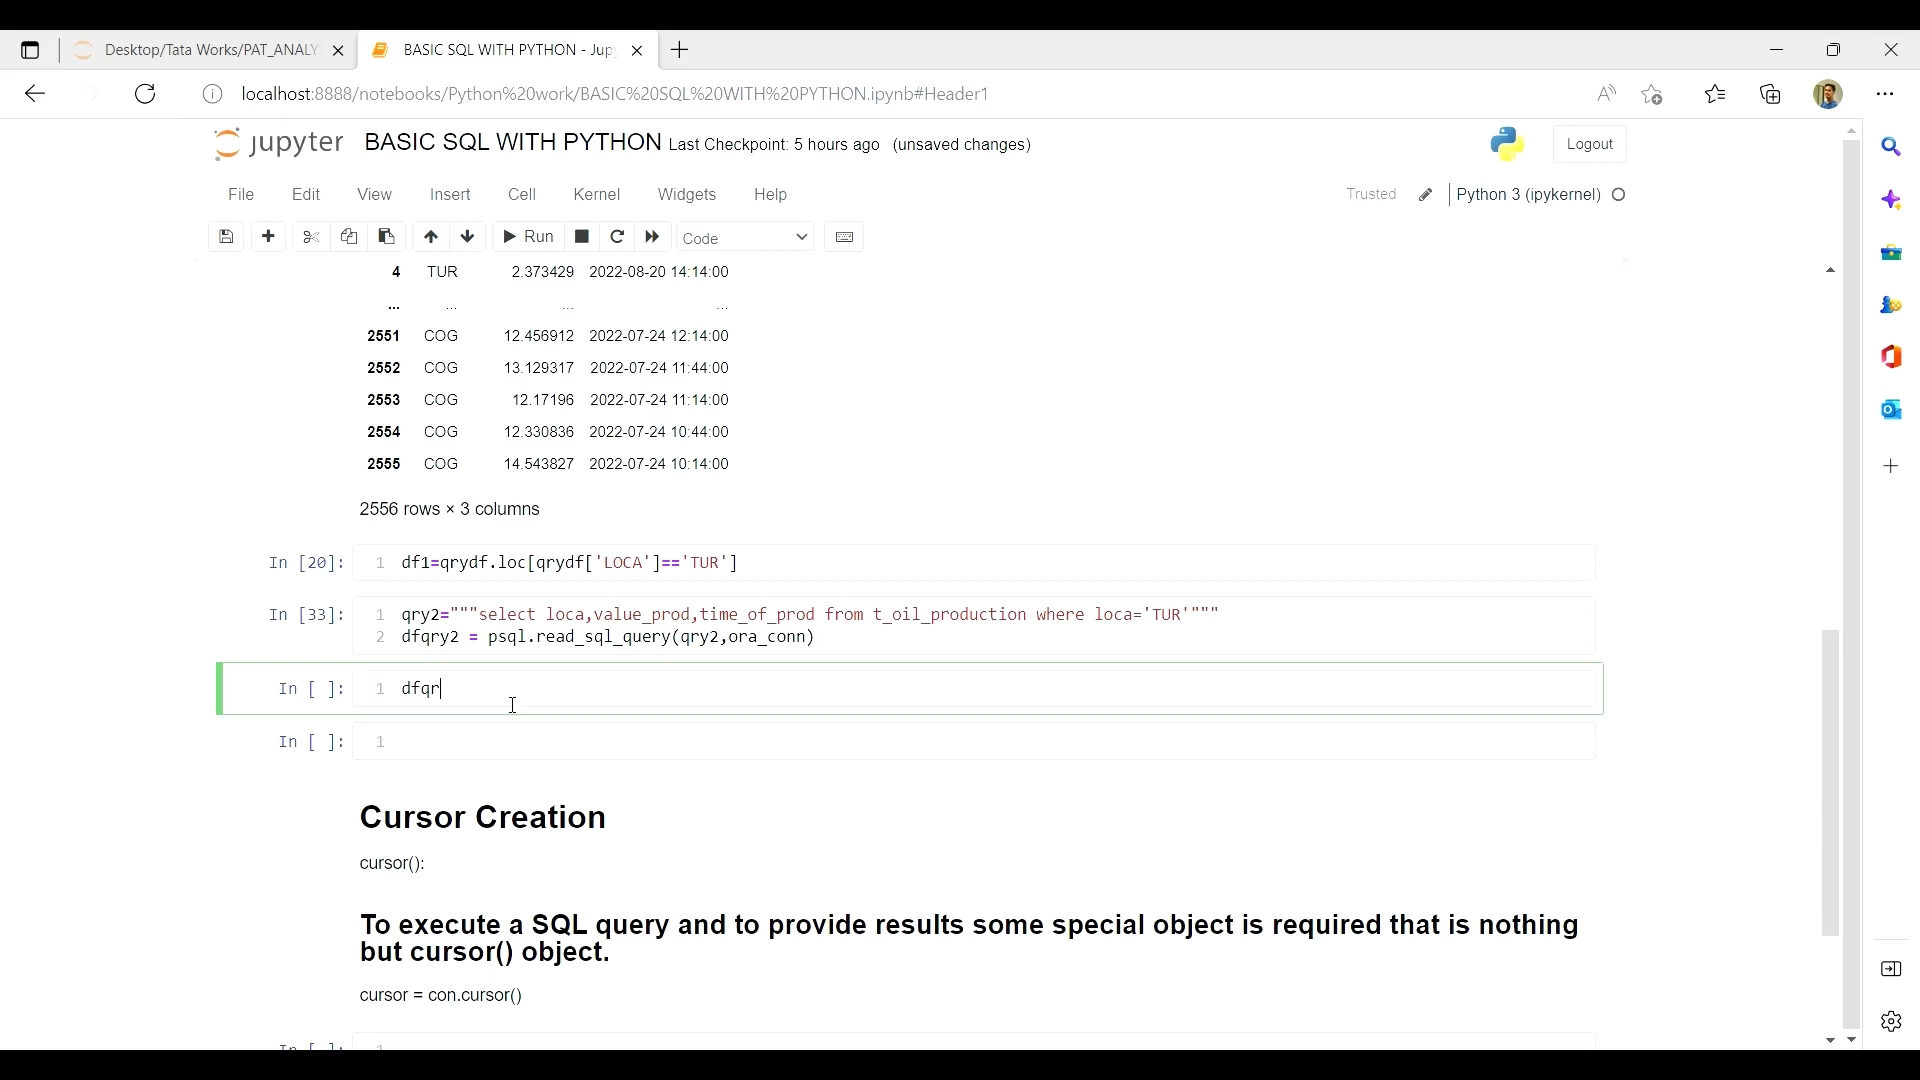 Desktop/Tata Works/PAT_ANALY
BASIC SQL WITH PYTHON - Jup
localhost:8888/notebooks/Python%20work/BASIC%20SQL%20WITH%20PYTHON.ipynb#Header1
jupyter BASIC SQL WITH PYTHON Last Checkpoint: 5 hours ago (unsaved changes)
Logout
File Edit View Insert Cell Kernel Widgets Help
Trusted Python 3 (ipykernel)
Run Code
4 TUR 2.373429 2022-08-20 14:14:00
... ... ... ...
2551 COG 12.456912 2022-07-24 12:14:00
2552 COG 13.129317 2022-07-24 11:44:00
2553 COG 12.17196 2022-07-24 11:14:00
2554 COG 12.330836 2022-07-24 10:44:00
2555 COG 14.543827 2022-07-24 10:14:00
2556 rows × 3 columns
In [20]: 1 df1=qrydf.loc[qrydf['LOCA']=='TUR']
In [33]: 1 qry2="""select loca,value_prod,time_of_prod from t_oil_production where loca='TUR'"""
2 dfqry2 = psql.read_sql_query(qry2,ora_conn)
In [ ]: 1 dfqr
In [ ]: 1
Cursor Creation
cursor():
To execute a SQL query and to provide results some special object is required that is nothing
but cursor() object.
cursor = con.cursor()
In [ ]: 1